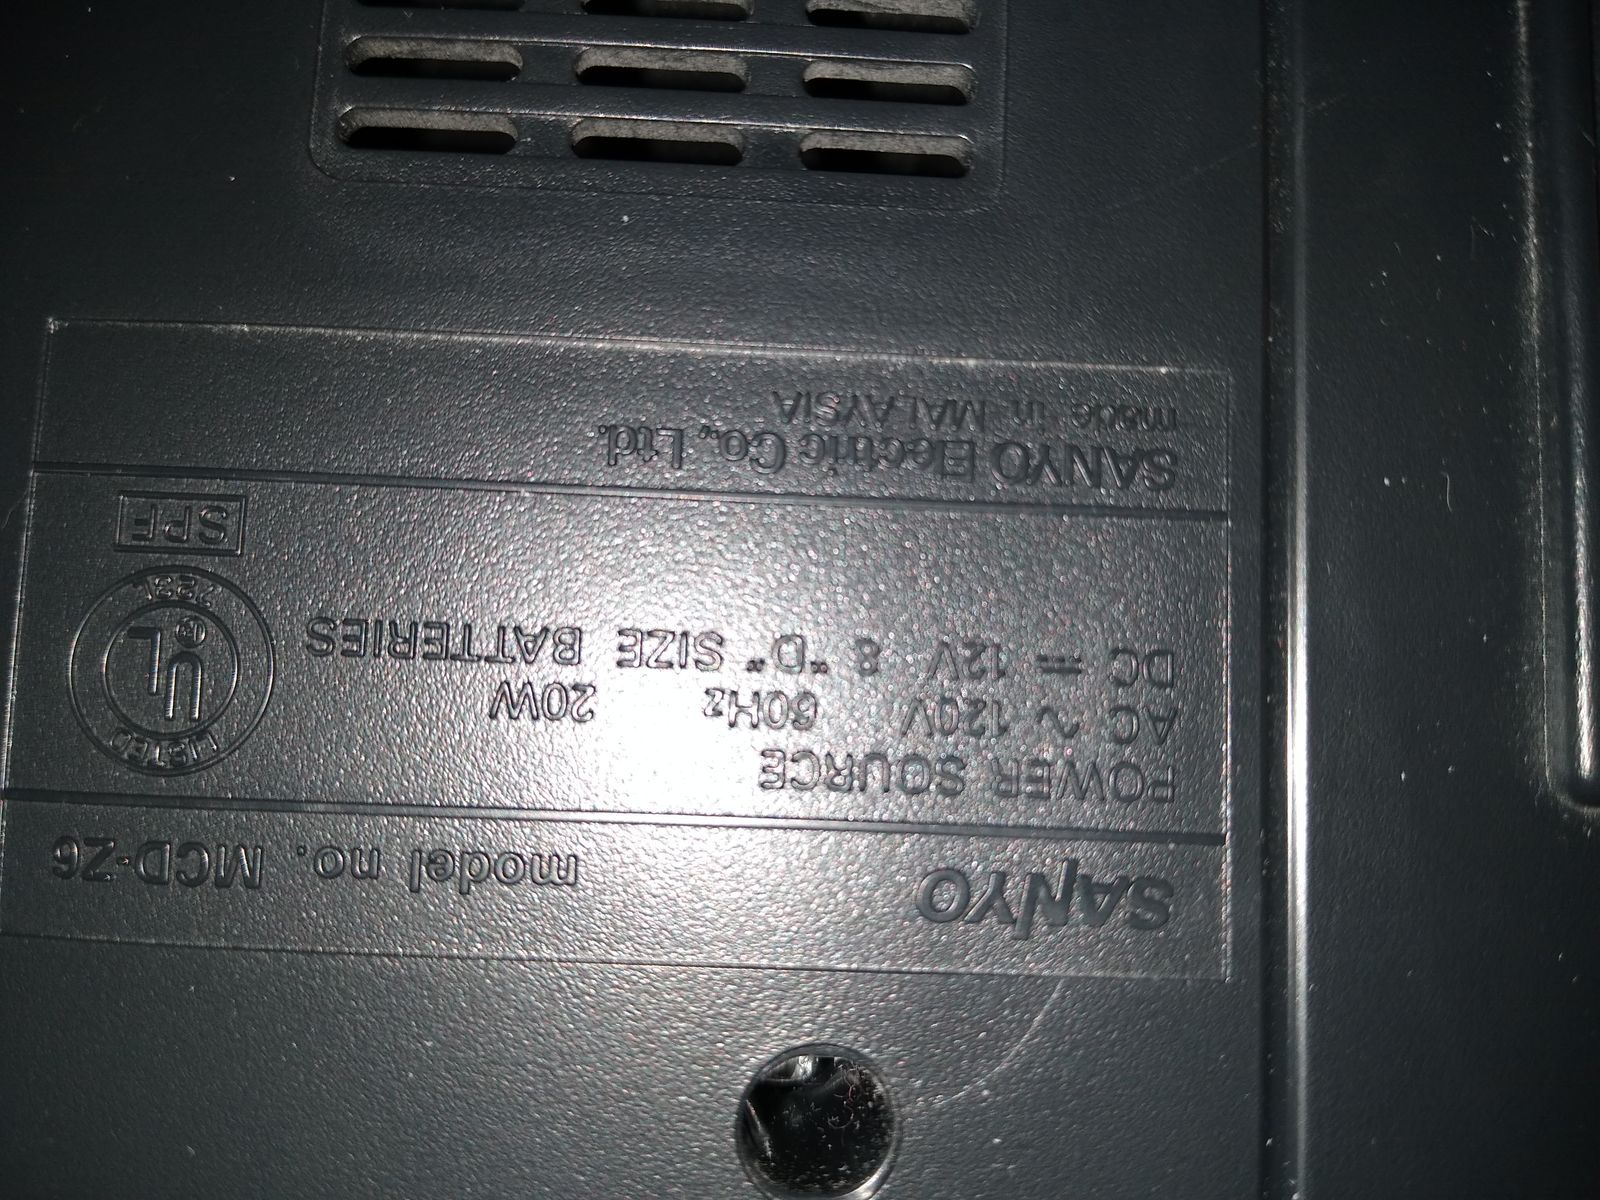 SANYO model no. MCD-Z6
POWER SOURCE
AC ∿ 120V 60Hz 20W
DC ⎓ 12V 8 "D" SIZE BATTERIES
LISTED
UL®
223L
SPF
SANYO Electric Co., Ltd.
made in MALAYSIA